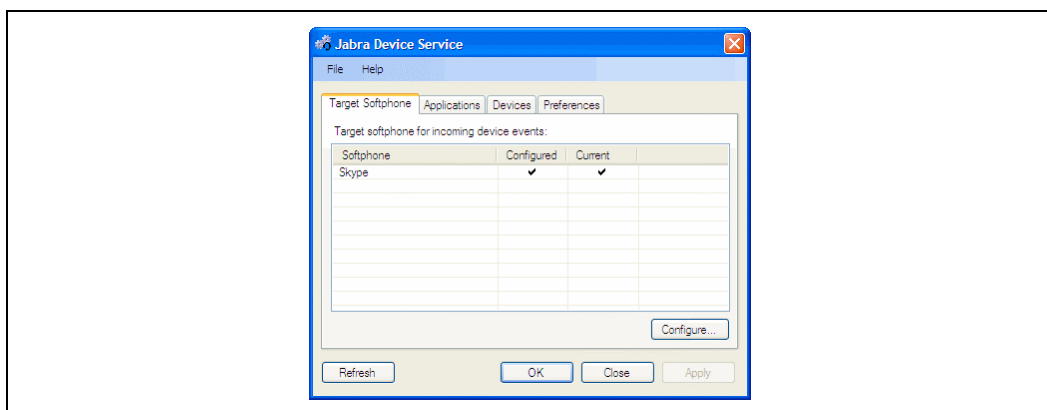 Jabra Device Service
File Help
Target Softphone Applications Devices Preferences
Target softphone for incoming device events:
Softphone Configured Current
Skype
Configure...
Refresh OK Close Apply